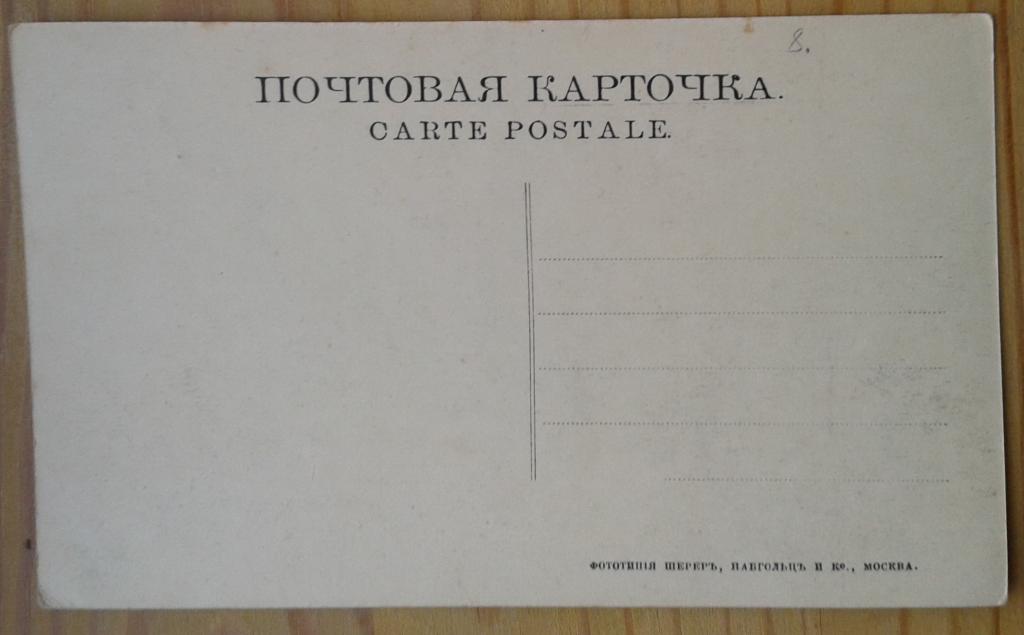 8.
ПОЧТОВАЯ КАРТОЧКА.
CARTE POSTALE.
ФОТОТИПІЯ ШЕРЕРЪ, НАБГОЛЬЦЪ И Ко., МОСКВА.